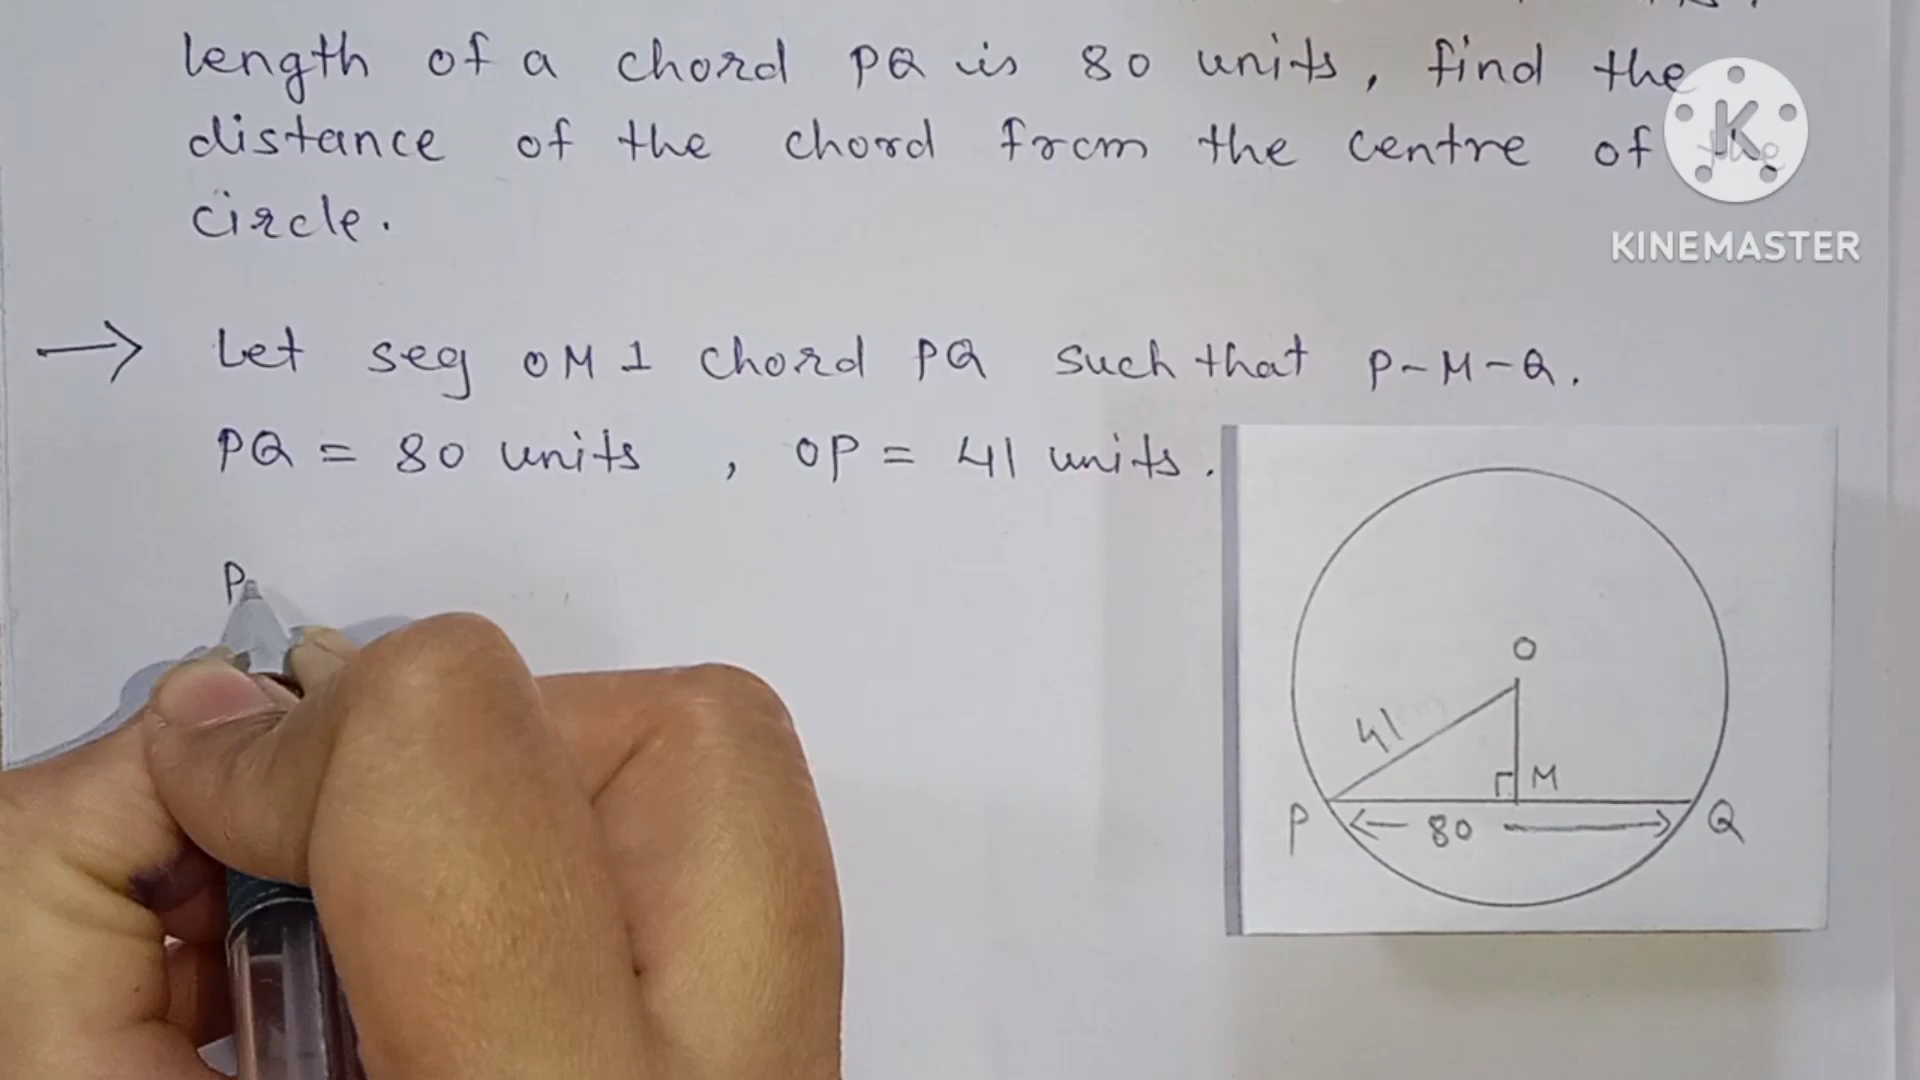 length of a chord PQ is 80 units, find the
distance of the chord from the centre of the
circle.
K
KINEMASTER
→ Let seg OM ⊥ chord PQ such that P-M-Q.
PQ = 80 units , OP = 41 units.
P
O
41
M
P ← 80 → Q